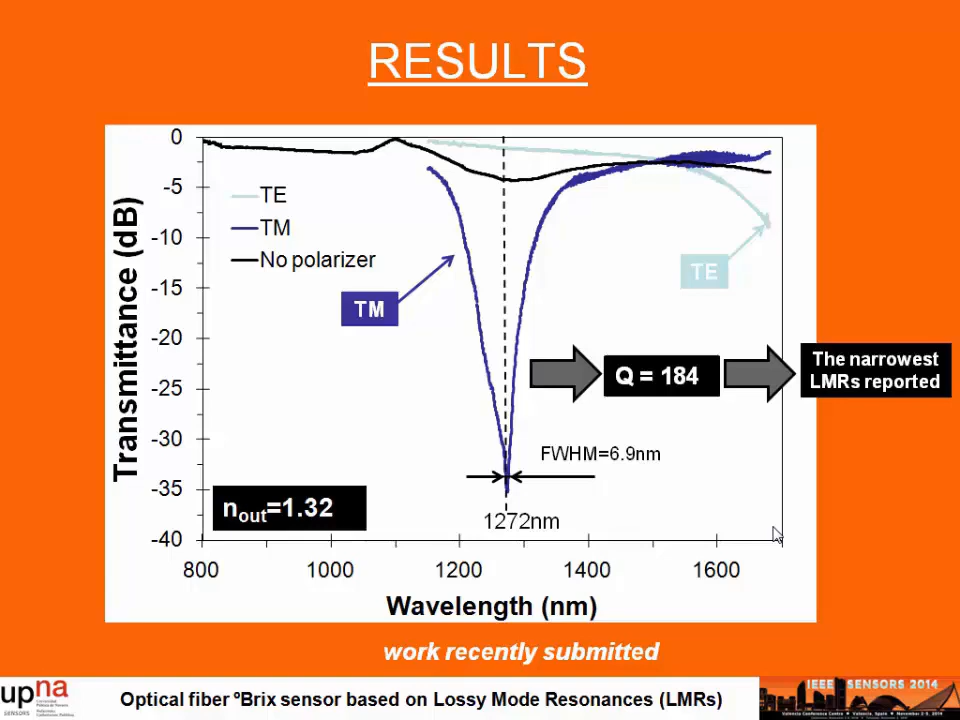 RESULTS
0
-5
-10
-15
-20
-25
-30
-35
-40
Transmittance (dB)
TE
TM
No polarizer
TM
TE
Q = 184
The narrowest
LMRs reported
FWHM=6.9nm
nout=1.32
1272nm
800
1000
1200
1400
1600
Wavelength (nm)
work recently submitted
upna
SENSORS
Optical fiber ºBrix sensor based on Lossy Mode Resonances (LMRs)
IEEE SENSORS 2014